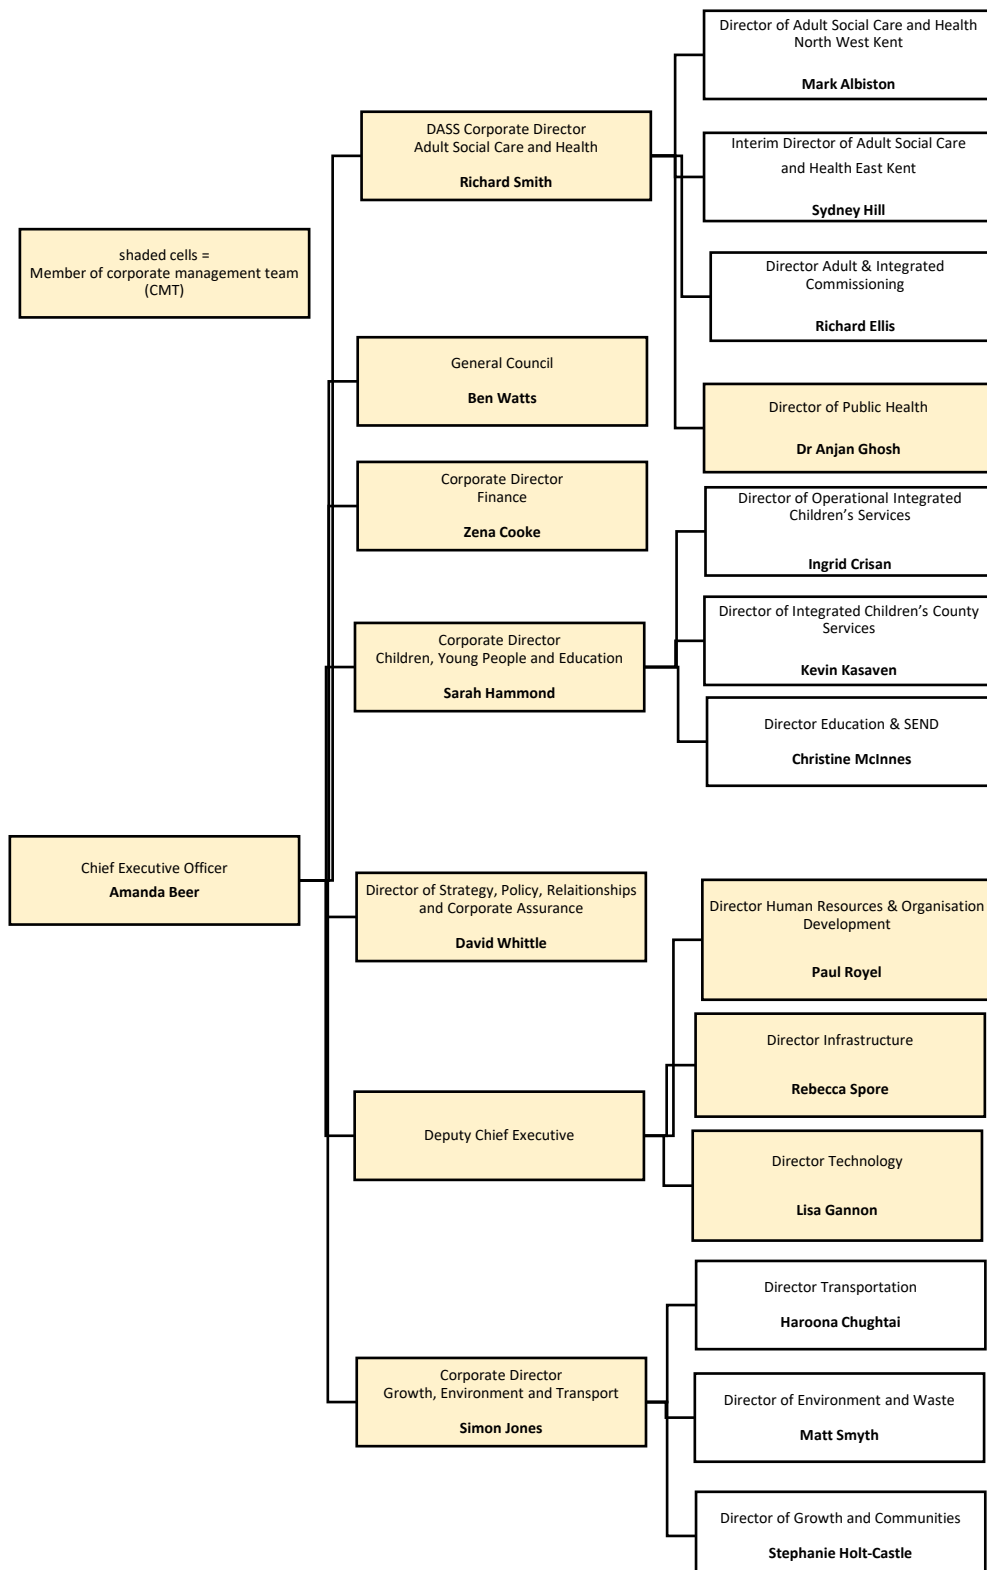 Director of Adult Social Care and Health
North West Kent
Mark Albiston
DASS Corporate Director
Adult Social Care and Health
Richard Smith
Interim Director of Adult Social Care
and Health East Kent
Sydney Hill
shaded cells =
Member of corporate management team
(CMT)
Director Adult & Integrated
Commissioning
Richard Ellis
General Council
Ben Watts
Director of Public Health
Dr Anjan Ghosh
Corporate Director
Finance
Zena Cooke
Director of Operational Integrated
Children’s Services
Ingrid Crisan
Corporate Director
Children, Young People and Education
Sarah Hammond
Director of Integrated Children’s County
Services
Kevin Kasaven
Director Education & SEND
Christine McInnes
Chief Executive Officer
Amanda Beer
Director of Strategy, Policy, Relaitionships
and Corporate Assurance
David Whittle
Director Human Resources & Organisation
Development
Paul Royel
Director Infrastructure
Rebecca Spore
Deputy Chief Executive
Director Technology
Lisa Gannon
Director Transportation
Haroona Chughtai
Corporate Director
Growth, Environment and Transport
Simon Jones
Director of Environment and Waste
Matt Smyth
Director of Growth and Communities
Stephanie Holt-Castle